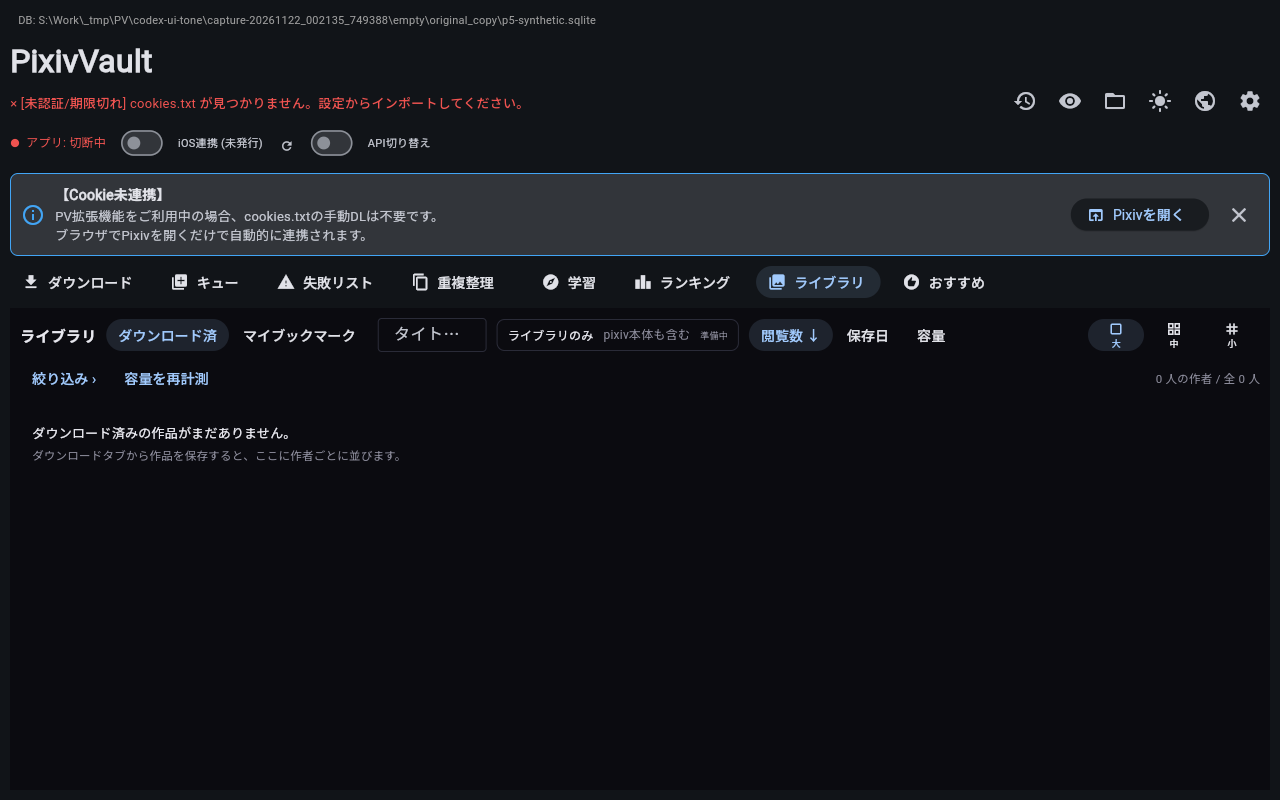 DB: S:\Work\_tmp\PV\codex-ui-tone\capture-20261122_002135_749388\empty\original_copy\p5-synthetic.sqlite
PixivVault
× [未認証/期限切れ] cookies.txt が見つかりません。設定からインポートしてください。
アプリ: 切断中 iOS連携 (未発行) API切り替え
【Cookie未連携】
PV拡張機能をご利用中の場合、cookies.txtの手動DLは不要です。
ブラウザでPixivを開くだけで自動的に連携されます。
Pixivを開く
ダウンロード キュー 失敗リスト 重複整理 学習 ランキング ライブラリ おすすめ
ライブラリ ダウンロード済 マイブックマーク タイト… ライブラリのみ pixiv本体も含む 準備中 閲覧数 ↓ 保存日 容量 大 中 小
絞り込み › 容量を再計測 0 人の作者 / 全 0 人
ダウンロード済みの作品がまだありません。
ダウンロードタブから作品を保存すると、ここに作者ごとに並びます。